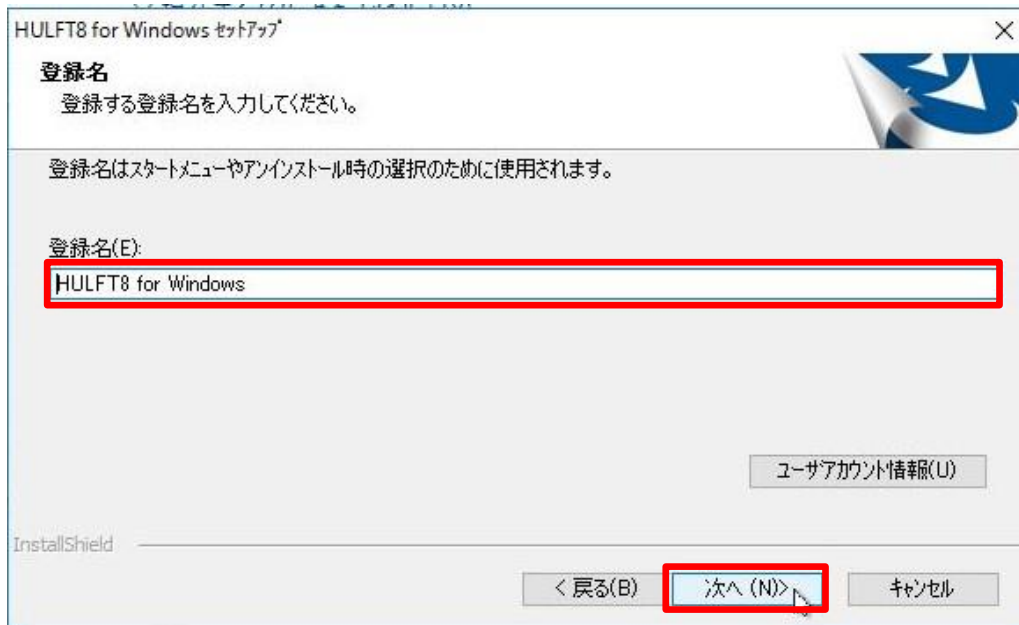 HULFT8 for Windows ｾｯﾄｱｯﾌﾟ
登録名
登録する登録名を入力してください。
登録名はスタートメニューやアンインストール時の選択のために使用されます。
登録名(E):
HULFT8 for Windows
ユーザアカウント情報(U)
InstallShield
< 戻る(B)
次へ (N)>
キャンセル